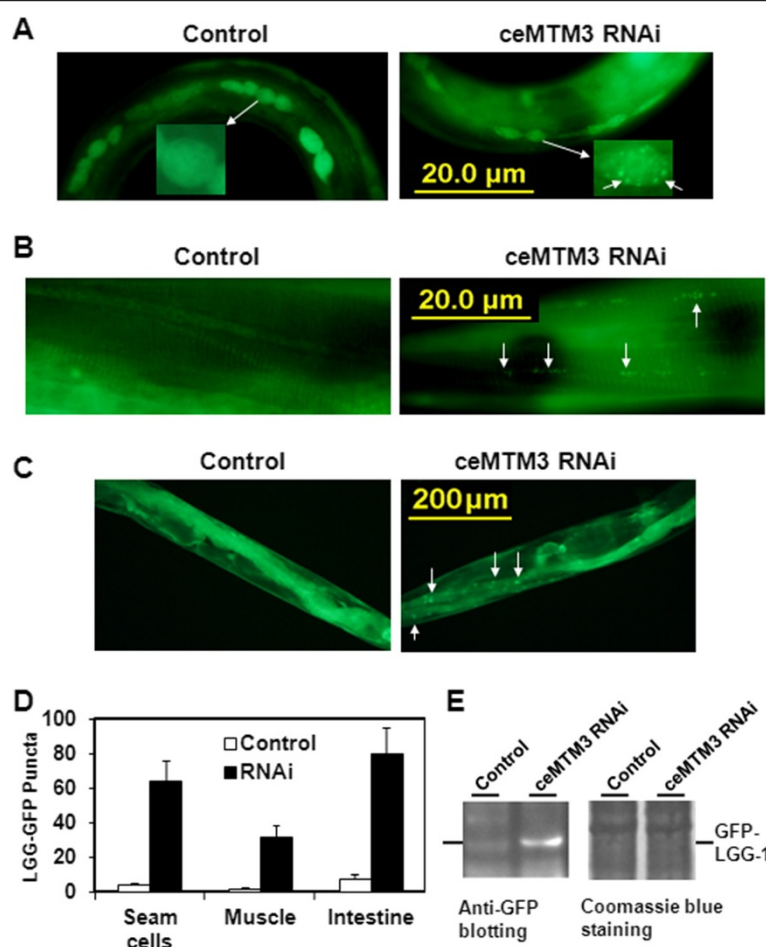 A
Control
ceMTM3 RNAi
20.0 µm
B
Control
ceMTM3 RNAi
20.0 µm
C
Control
ceMTM3 RNAi
200µm
D
LGG-GFP Puncta
100
80
60
40
20
0
Control
RNAi
Seam
cells
Muscle
Intestine
E
Control
ceMTM3 RNAi
Control
ceMTM3 RNAi
GFP-
LGG-1
Anti-GFP
blotting
Coomassie blue
staining